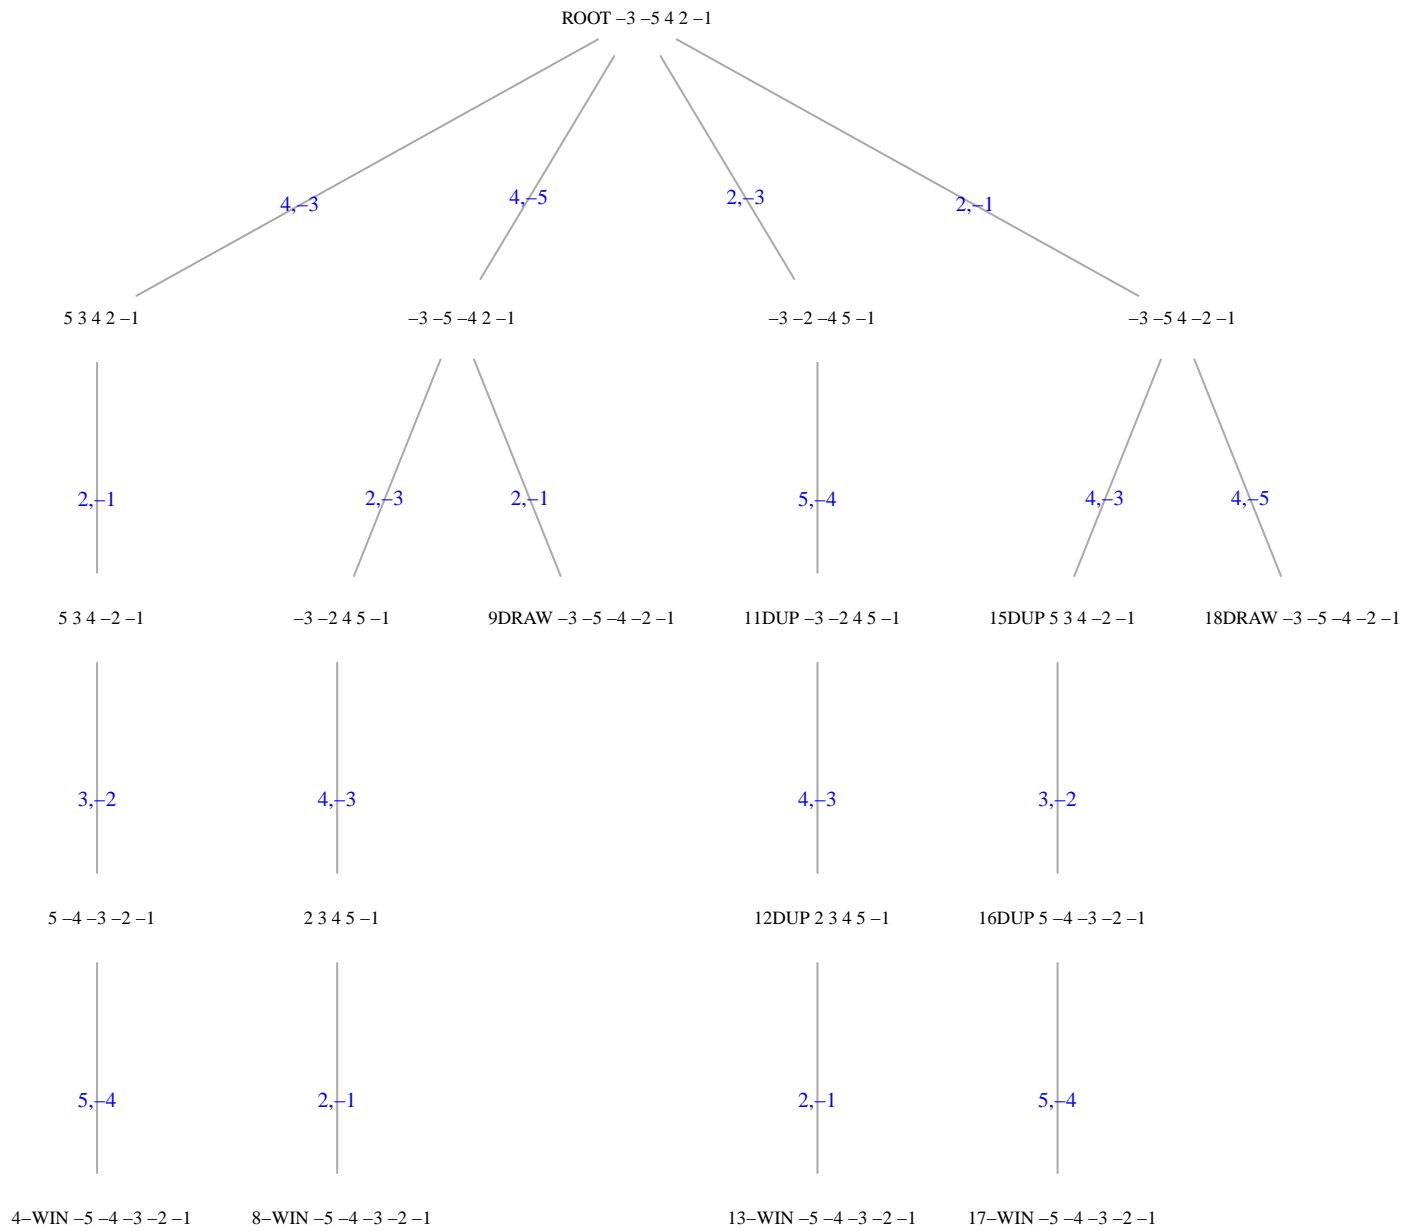 ROOT –3 –5 4 2 –1
4,–3
4,–5
2,–3
2,–1
5 3 4 2 –1
–3 –5 –4 2 –1
–3 –2 –4 5 –1
–3 –5 4 –2 –1
2,–1
2,–3
2,–1
5,–4
4,–3
4,–5
5 3 4 –2 –1
–3 –2 4 5 –1
9DRAW –3 –5 –4 –2 –1
11DUP –3 –2 4 5 –1
15DUP 5 3 4 –2 –1
18DRAW –3 –5 –4 –2 –1
3,–2
4,–3
4,–3
3,–2
5 –4 –3 –2 –1
2 3 4 5 –1
12DUP 2 3 4 5 –1
16DUP 5 –4 –3 –2 –1
5,–4
2,–1
2,–1
5,–4
4–WIN –5 –4 –3 –2 –1
8–WIN –5 –4 –3 –2 –1
13–WIN –5 –4 –3 –2 –1
17–WIN –5 –4 –3 –2 –1